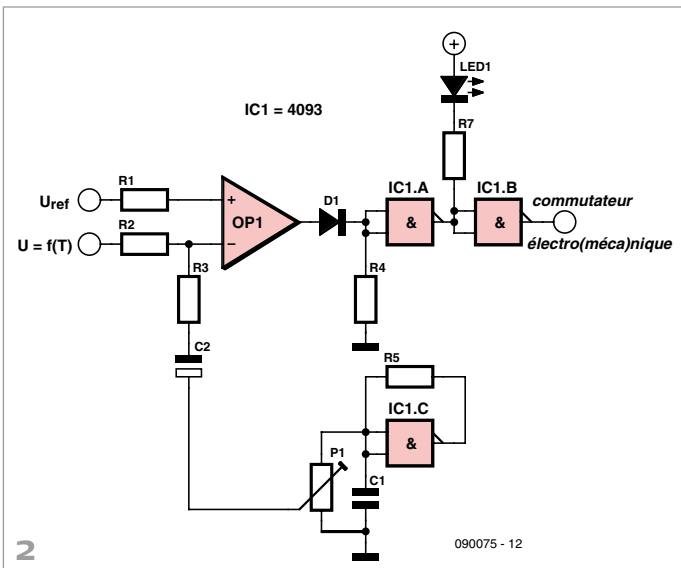 +
LED1
IC1 = 4093
R7
R1
IC1.A
IC1.B
D1
commutateur
Uref
+
OP1
&
&
R2
U = f(T)
–
électro(méca)nique
R3
R4
C2
R5
IC1.C
&
P1
C1
2
090075 - 12